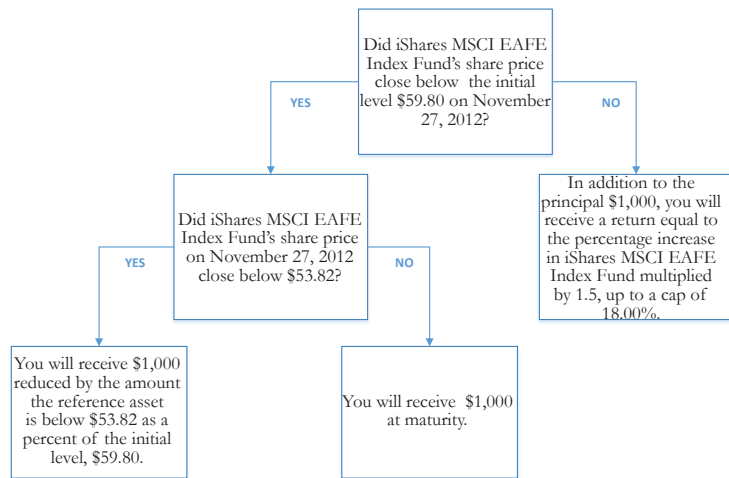 Did iShares MSCI EAFE
Index Fund's share price
close below the initial
level $59.80 on November
27, 2012?
YES
NO
Did iShares MSCI EAFE
Index Fund's share price
on November 27, 2012
close below $53.82?
In addition to the
principal $1,000, you will
receive a return equal to
the percentage increase
in iShares MSCI EAFE
Index Fund multiplied
by 1.5, up to a cap of
18.00%.
YES
NO
You will receive $1,000
reduced by the amount
the reference asset
is below $53.82 as a
percent of the initial
level, $59.80.
You will receive $1,000
at maturity.